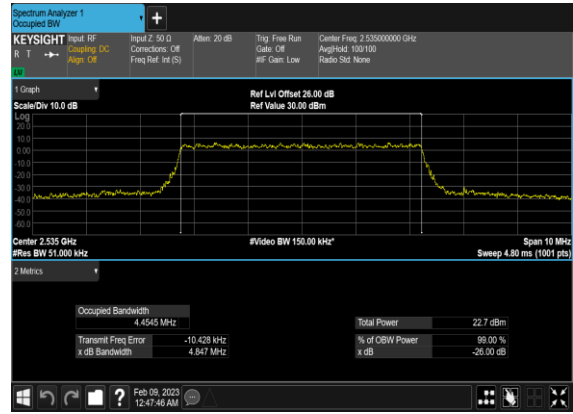 Spectrum Analyzer 1
Occupied BW
+
KEYSIGHT Input: RF Input Z: 50 Ω Atten: 20 dB Trig: Free Run Center Freq: 2.535000000 GHz
R T Coupling: DC Corrections: Off Gate: Off Avg|Hold: 100/100
Align: Off Freq Ref: Int (S) #IF Gain: Low Radio Std: None
LW
1 Graph
Ref Lvl Offset 26.00 dB
Scale/Div 10.0 dB Ref Value 30.00 dBm
Log
20.0
10.0
0.00
-10.0
-20.0
-30.0
-40.0
-50.0
-60.0
Center 2.535 GHz #Video BW 150.00 kHz* Span 10 MHz
#Res BW 51.000 kHz Sweep 4.80 ms (1001 pts)
2 Metrics
Occupied Bandwidth
4.4545 MHz Total Power 22.7 dBm
Transmit Freq Error -10.428 kHz % of OBW Power 99.00 %
x dB Bandwidth 4.847 MHz x dB -26.00 dB
? Feb 09, 2023
12:47:46 AM